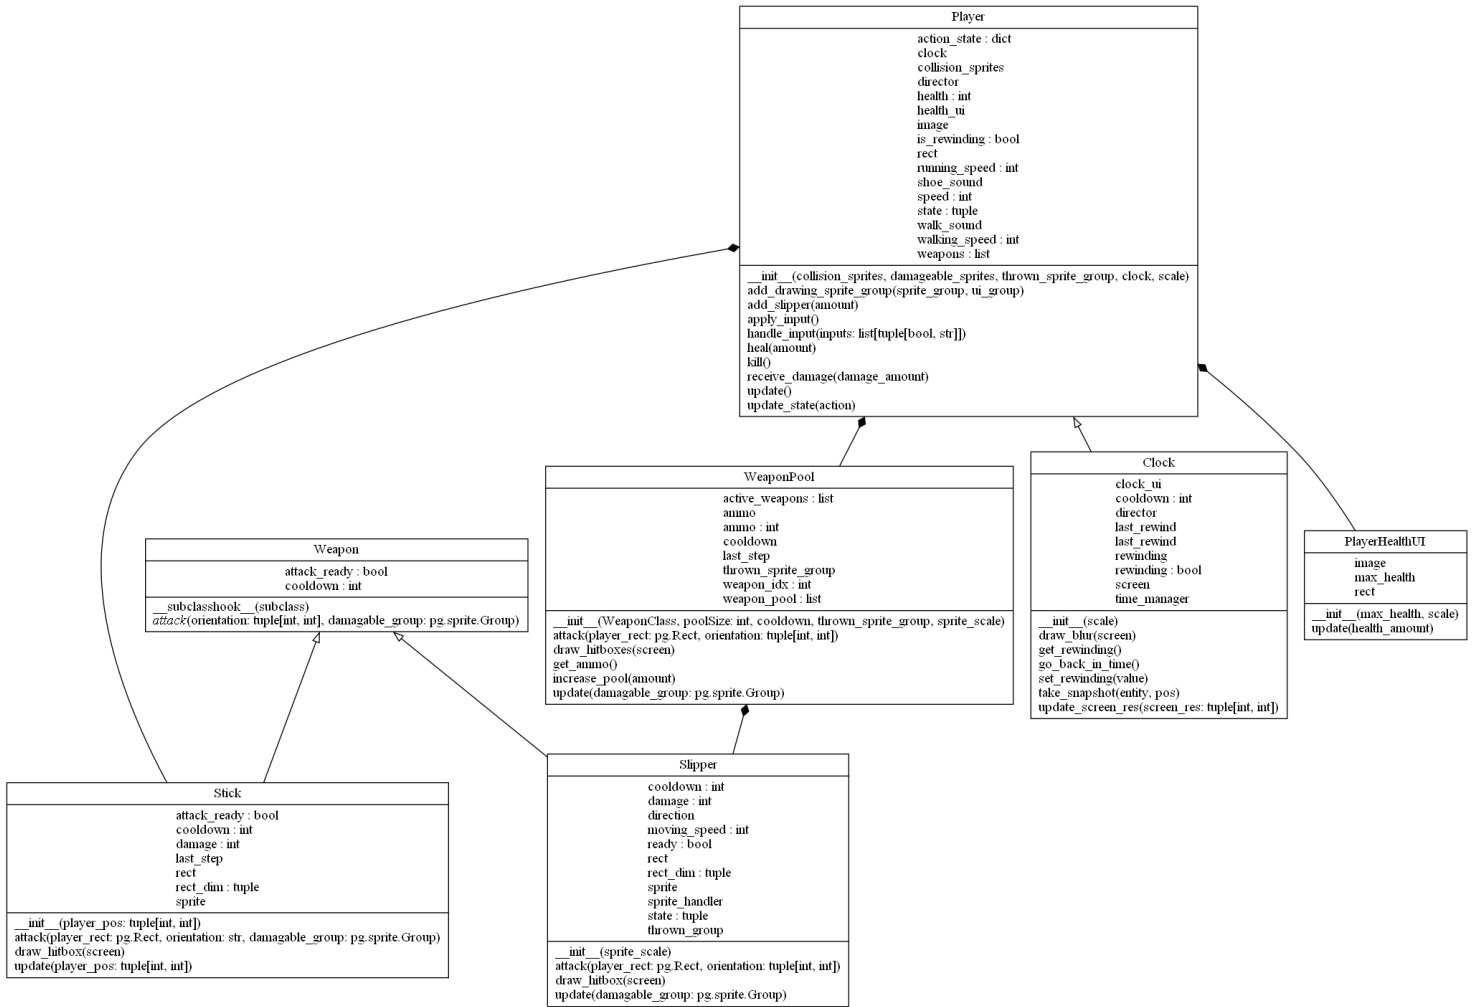 Player
action_state : dict
clock
collision_sprites
director
health : int
health_ui
image
is_rewinding : bool
rect
running_speed : int
shoe_sound
speed : int
state : tuple
walk_sound
walking_speed : int
weapons : list
__init__(collision_sprites, damageable_sprites, thrown_sprite_group, clock, scale)
add_drawing_sprite_group(sprite_group, ui_group)
add_slipper(amount)
apply_input()
handle_input(inputs: list[tuple[bool, str]])
heal(amount)
kill()
receive_damage(damage_amount)
update()
update_state(action)
WeaponPool
active_weapons : list
ammo
ammo : int
cooldown
last_step
thrown_sprite_group
weapon_idx : int
weapon_pool : list
__init__(WeaponClass, poolSize: int, cooldown, thrown_sprite_group, sprite_scale)
attack(player_rect: pg.Rect, orientation: tuple[int, int])
draw_hitboxes(screen)
get_ammo()
increase_pool(amount)
update(damagable_group: pg.sprite.Group)
Clock
clock_ui
cooldown : int
director
last_rewind
last_rewind
rewinding
rewinding : bool
screen
time_manager
__init__(scale)
draw_blur(screen)
get_rewinding()
go_back_in_time()
set_rewinding(value)
take_snapshot(entity, pos)
update_screen_res(screen_res: tuple[int, int])
PlayerHealthUI
image
max_health
rect
__init__(max_health, scale)
update(health_amount)
Weapon
attack_ready : bool
cooldown : int
__subclasshook__(subclass)
attack(orientation: tuple[int, int], damagable_group: pg.sprite.Group)
Stick
attack_ready : bool
cooldown : int
damage : int
last_step
rect
rect_dim : tuple
sprite
__init__(player_pos: tuple[int, int])
attack(player_rect: pg.Rect, orientation: str, damagable_group: pg.sprite.Group)
draw_hitbox(screen)
update(player_pos: tuple[int, int])
Slipper
cooldown : int
damage : int
direction
moving_speed : int
ready : bool
rect
rect_dim : tuple
sprite
sprite_handler
state : tuple
thrown_group
__init__(sprite_scale)
attack(player_rect: pg.Rect, orientation: tuple[int, int])
draw_hitbox(screen)
update(damagable_group: pg.sprite.Group)